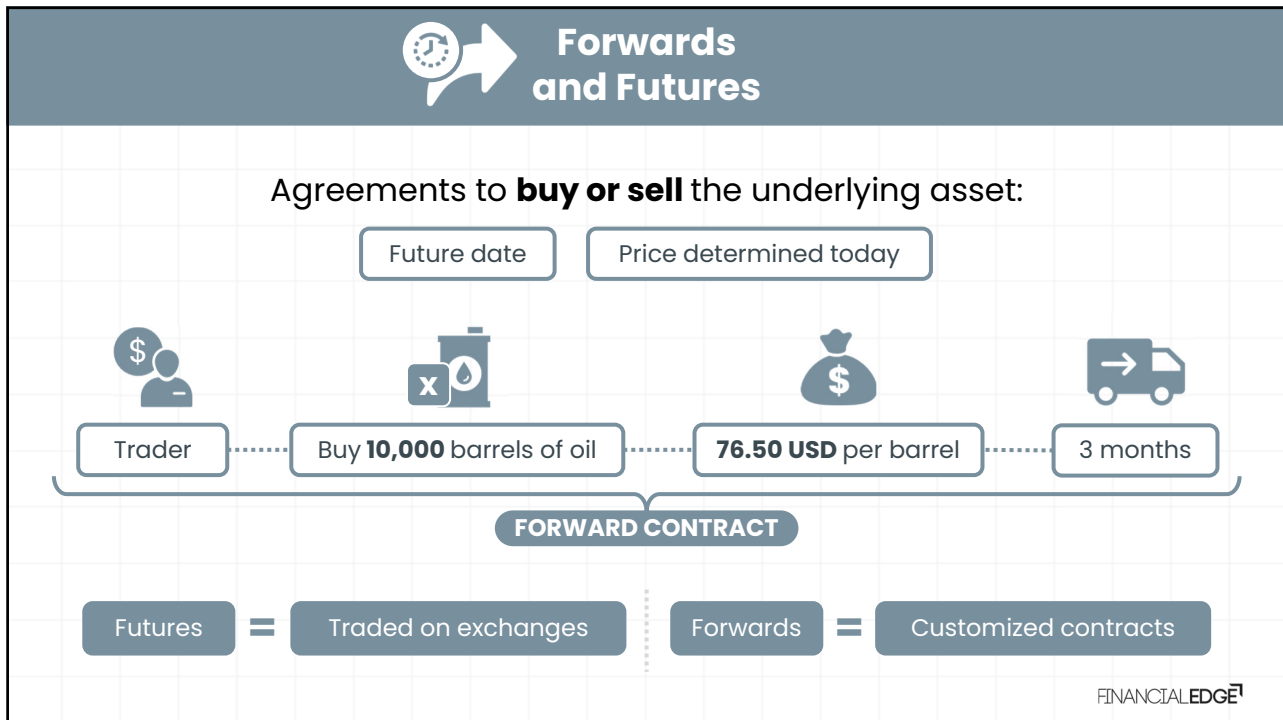 Forwards
and Futures
Agreements to buy or sell the underlying asset:
Future date
Price determined today
$
X
$
Trader
Buy 10,000 barrels of oil
76.50 USD per barrel
3 months
FORWARD CONTRACT
Futures = Traded on exchanges
Forwards = Customized contracts
FINANCIALEDGE